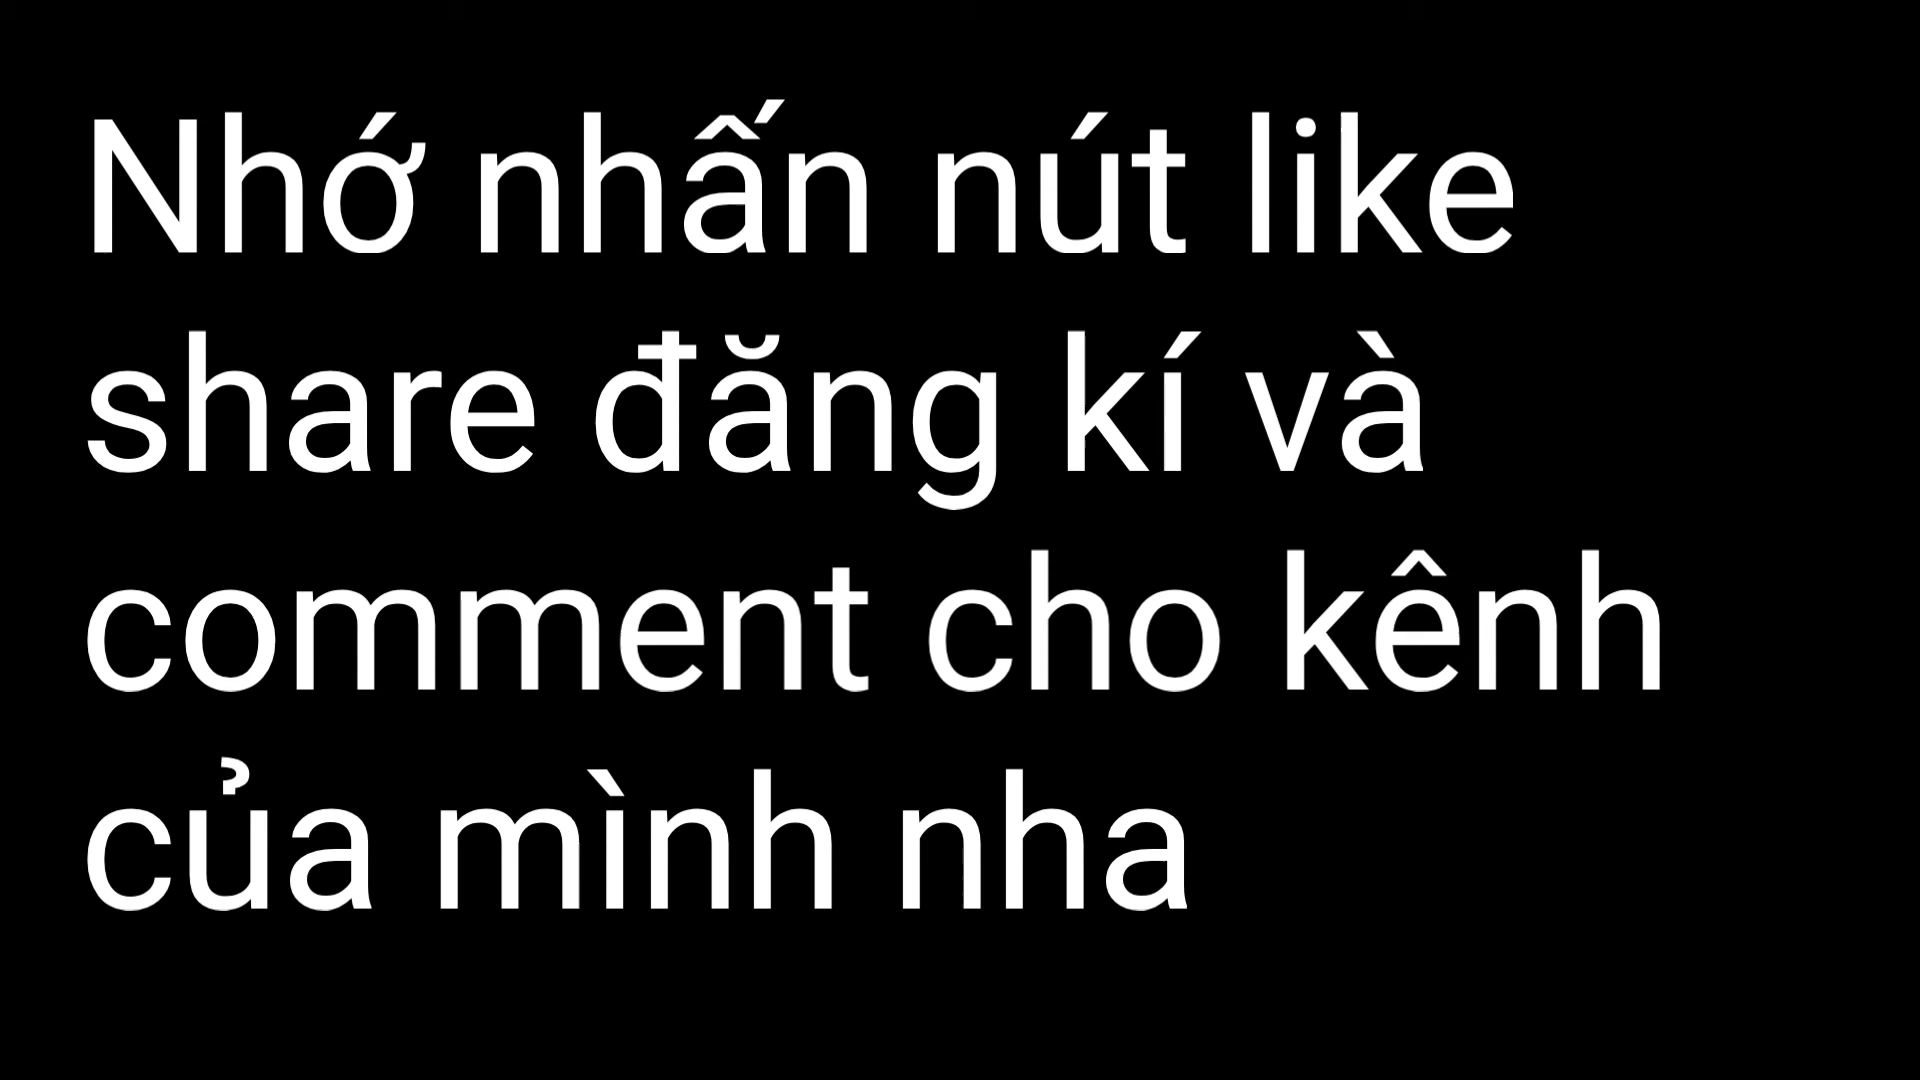 Nhớ nhấn nút like
share đăng kí và
comment cho kênh
của mình nha